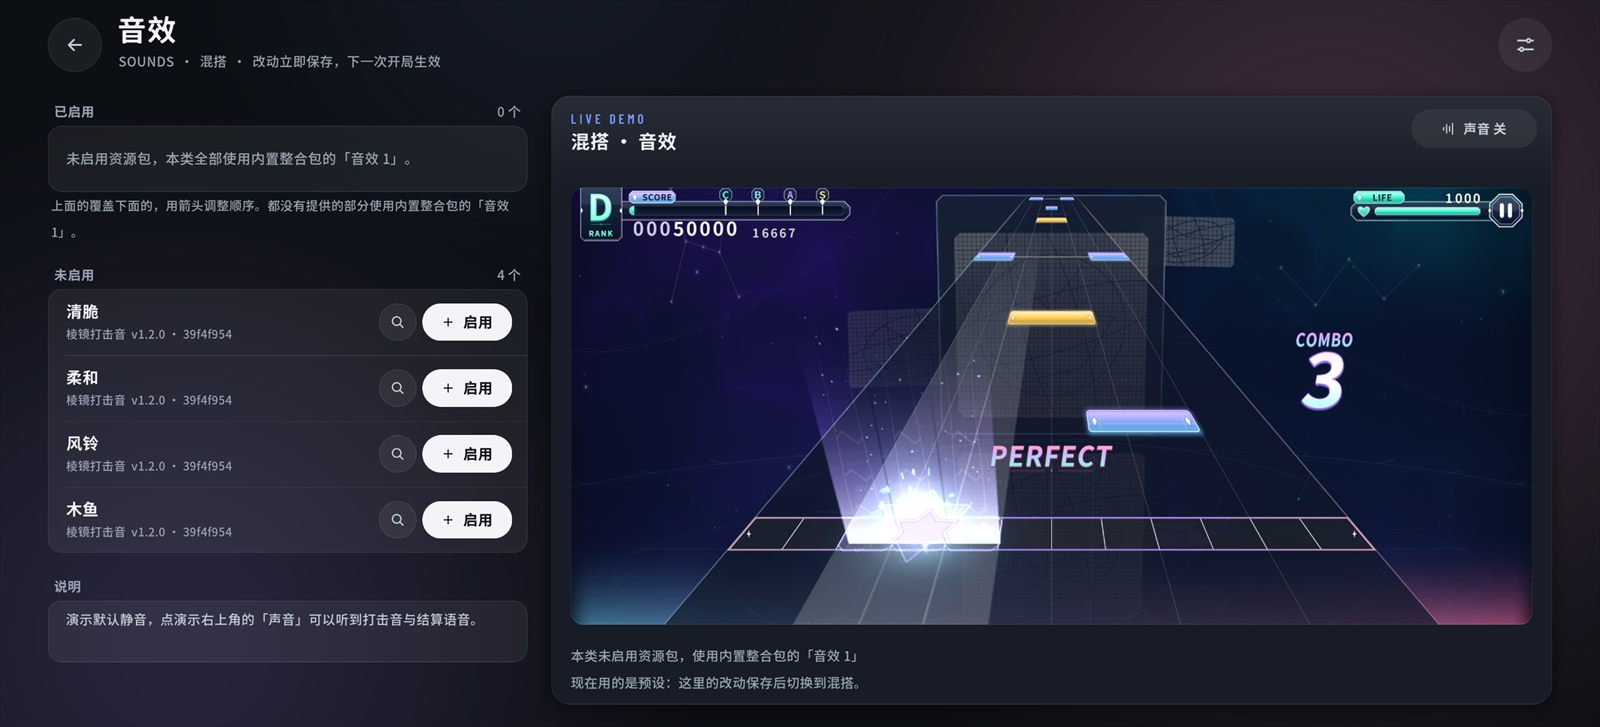 音效
SOUNDS · 混搭 · 改动立即保存，下一次开局生效
已启用
0 个
未启用资源包，本类全部使用内置整合包的「音效 1」。
上面的覆盖下面的，用箭头调整顺序。都没有提供的部分使用内置整合包的「音效
1」。
未启用
4 个
清脆
棱镜打击音 v1.2.0 · 39f4f954
+ 启用
柔和
棱镜打击音 v1.2.0 · 39f4f954
+ 启用
风铃
棱镜打击音 v1.2.0 · 39f4f954
+ 启用
木鱼
棱镜打击音 v1.2.0 · 39f4f954
+ 启用
说明
演示默认静音，点演示右上角的「声音」可以听到打击音与结算语音。
LIVE DEMO
混搭 · 音效
声音 关
D
RANK
SCORE
C B A S
00050000 16667
LIFE
1000
COMBO
3
PERFECT
本类未启用资源包，使用内置整合包的「音效 1」
现在用的是预设：这里的改动保存后切换到混搭。